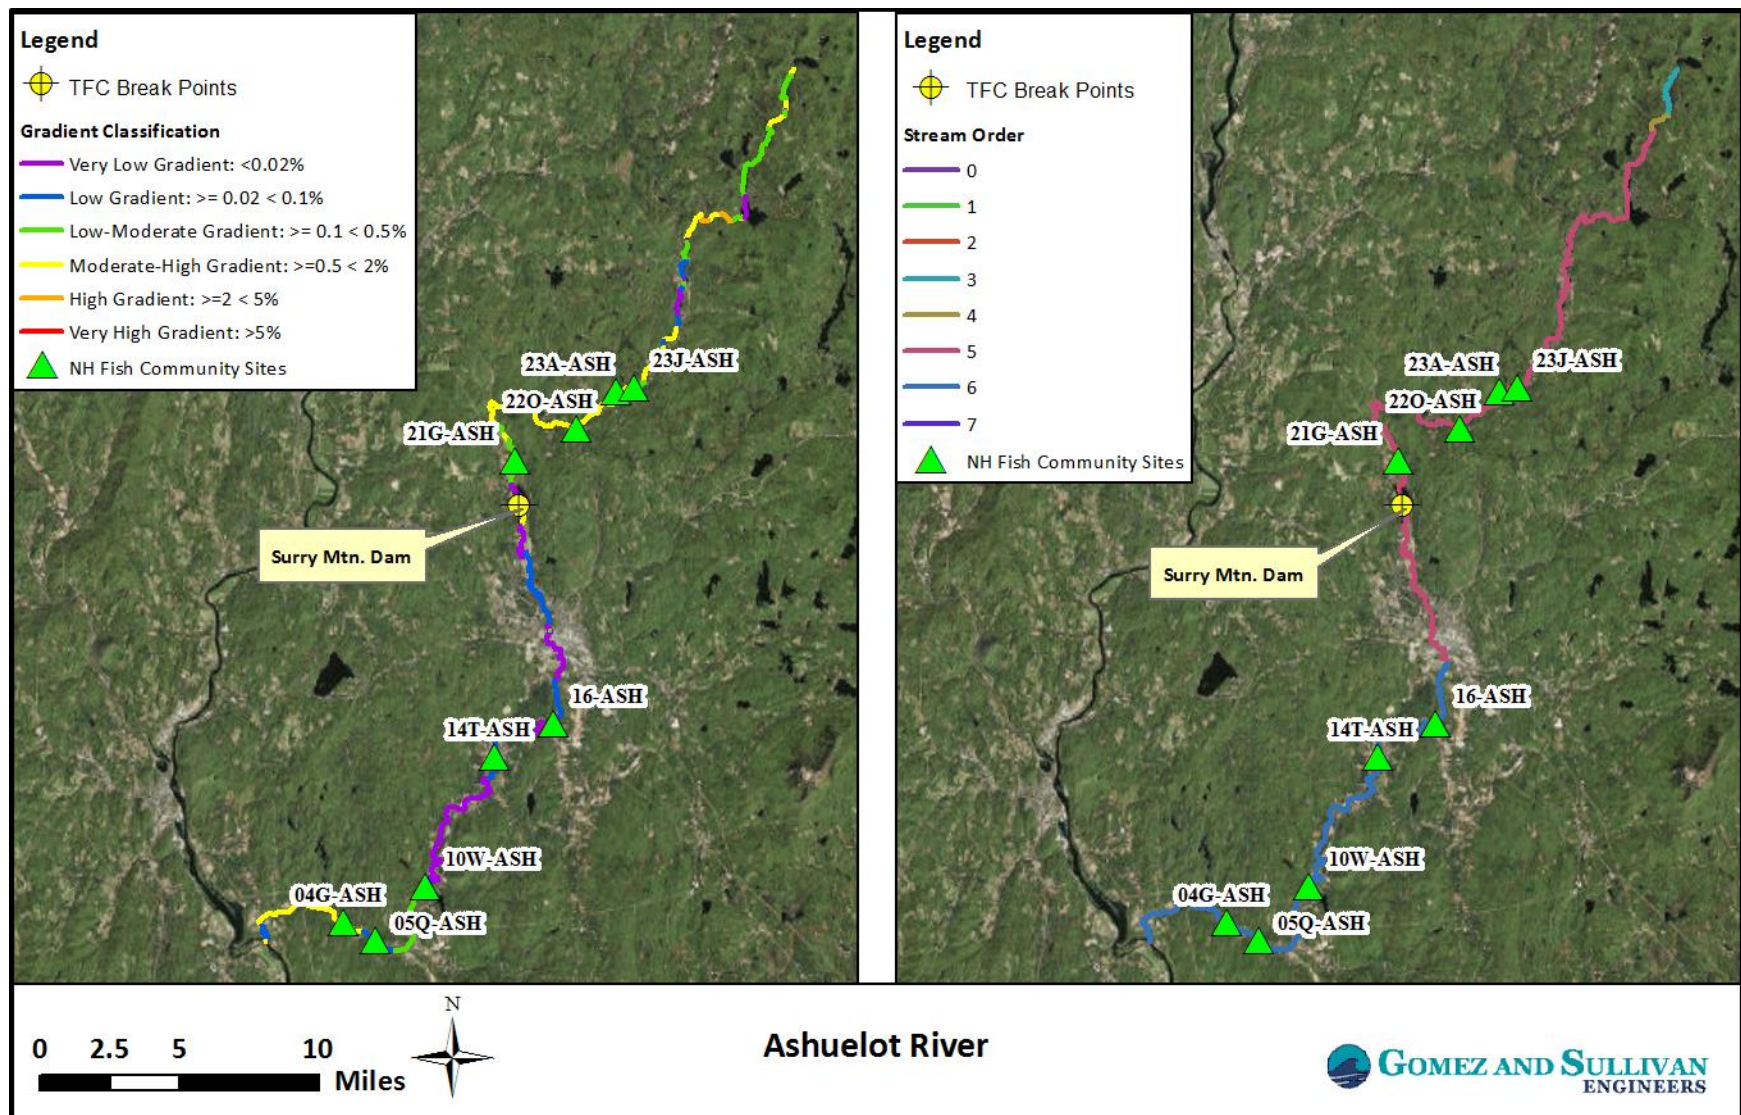 Legend
TFC Break Points
Gradient Classification
Very Low Gradient: <0.02%
Low Gradient: >= 0.02 < 0.1%
Low-Moderate Gradient: >= 0.1 < 0.5%
Moderate-High Gradient: >=0.5 < 2%
High Gradient: >=2 < 5%
Very High Gradient: >5%
NH Fish Community Sites
23A-ASH
23J-ASH
22O-ASH
21G-ASH
Surry Mtn. Dam
16-ASH
14T-ASH
10W-ASH
04G-ASH
05Q-ASH
Legend
TFC Break Points
Stream Order
0
1
2
3
4
5
6
7
NH Fish Community Sites
23A-ASH
23J-ASH
22O-ASH
21G-ASH
Surry Mtn. Dam
16-ASH
14T-ASH
10W-ASH
04G-ASH
05Q-ASH
0 2.5 5 10
Miles
N
Ashuelot River
GOMEZ AND SULLIVAN
ENGINEERS